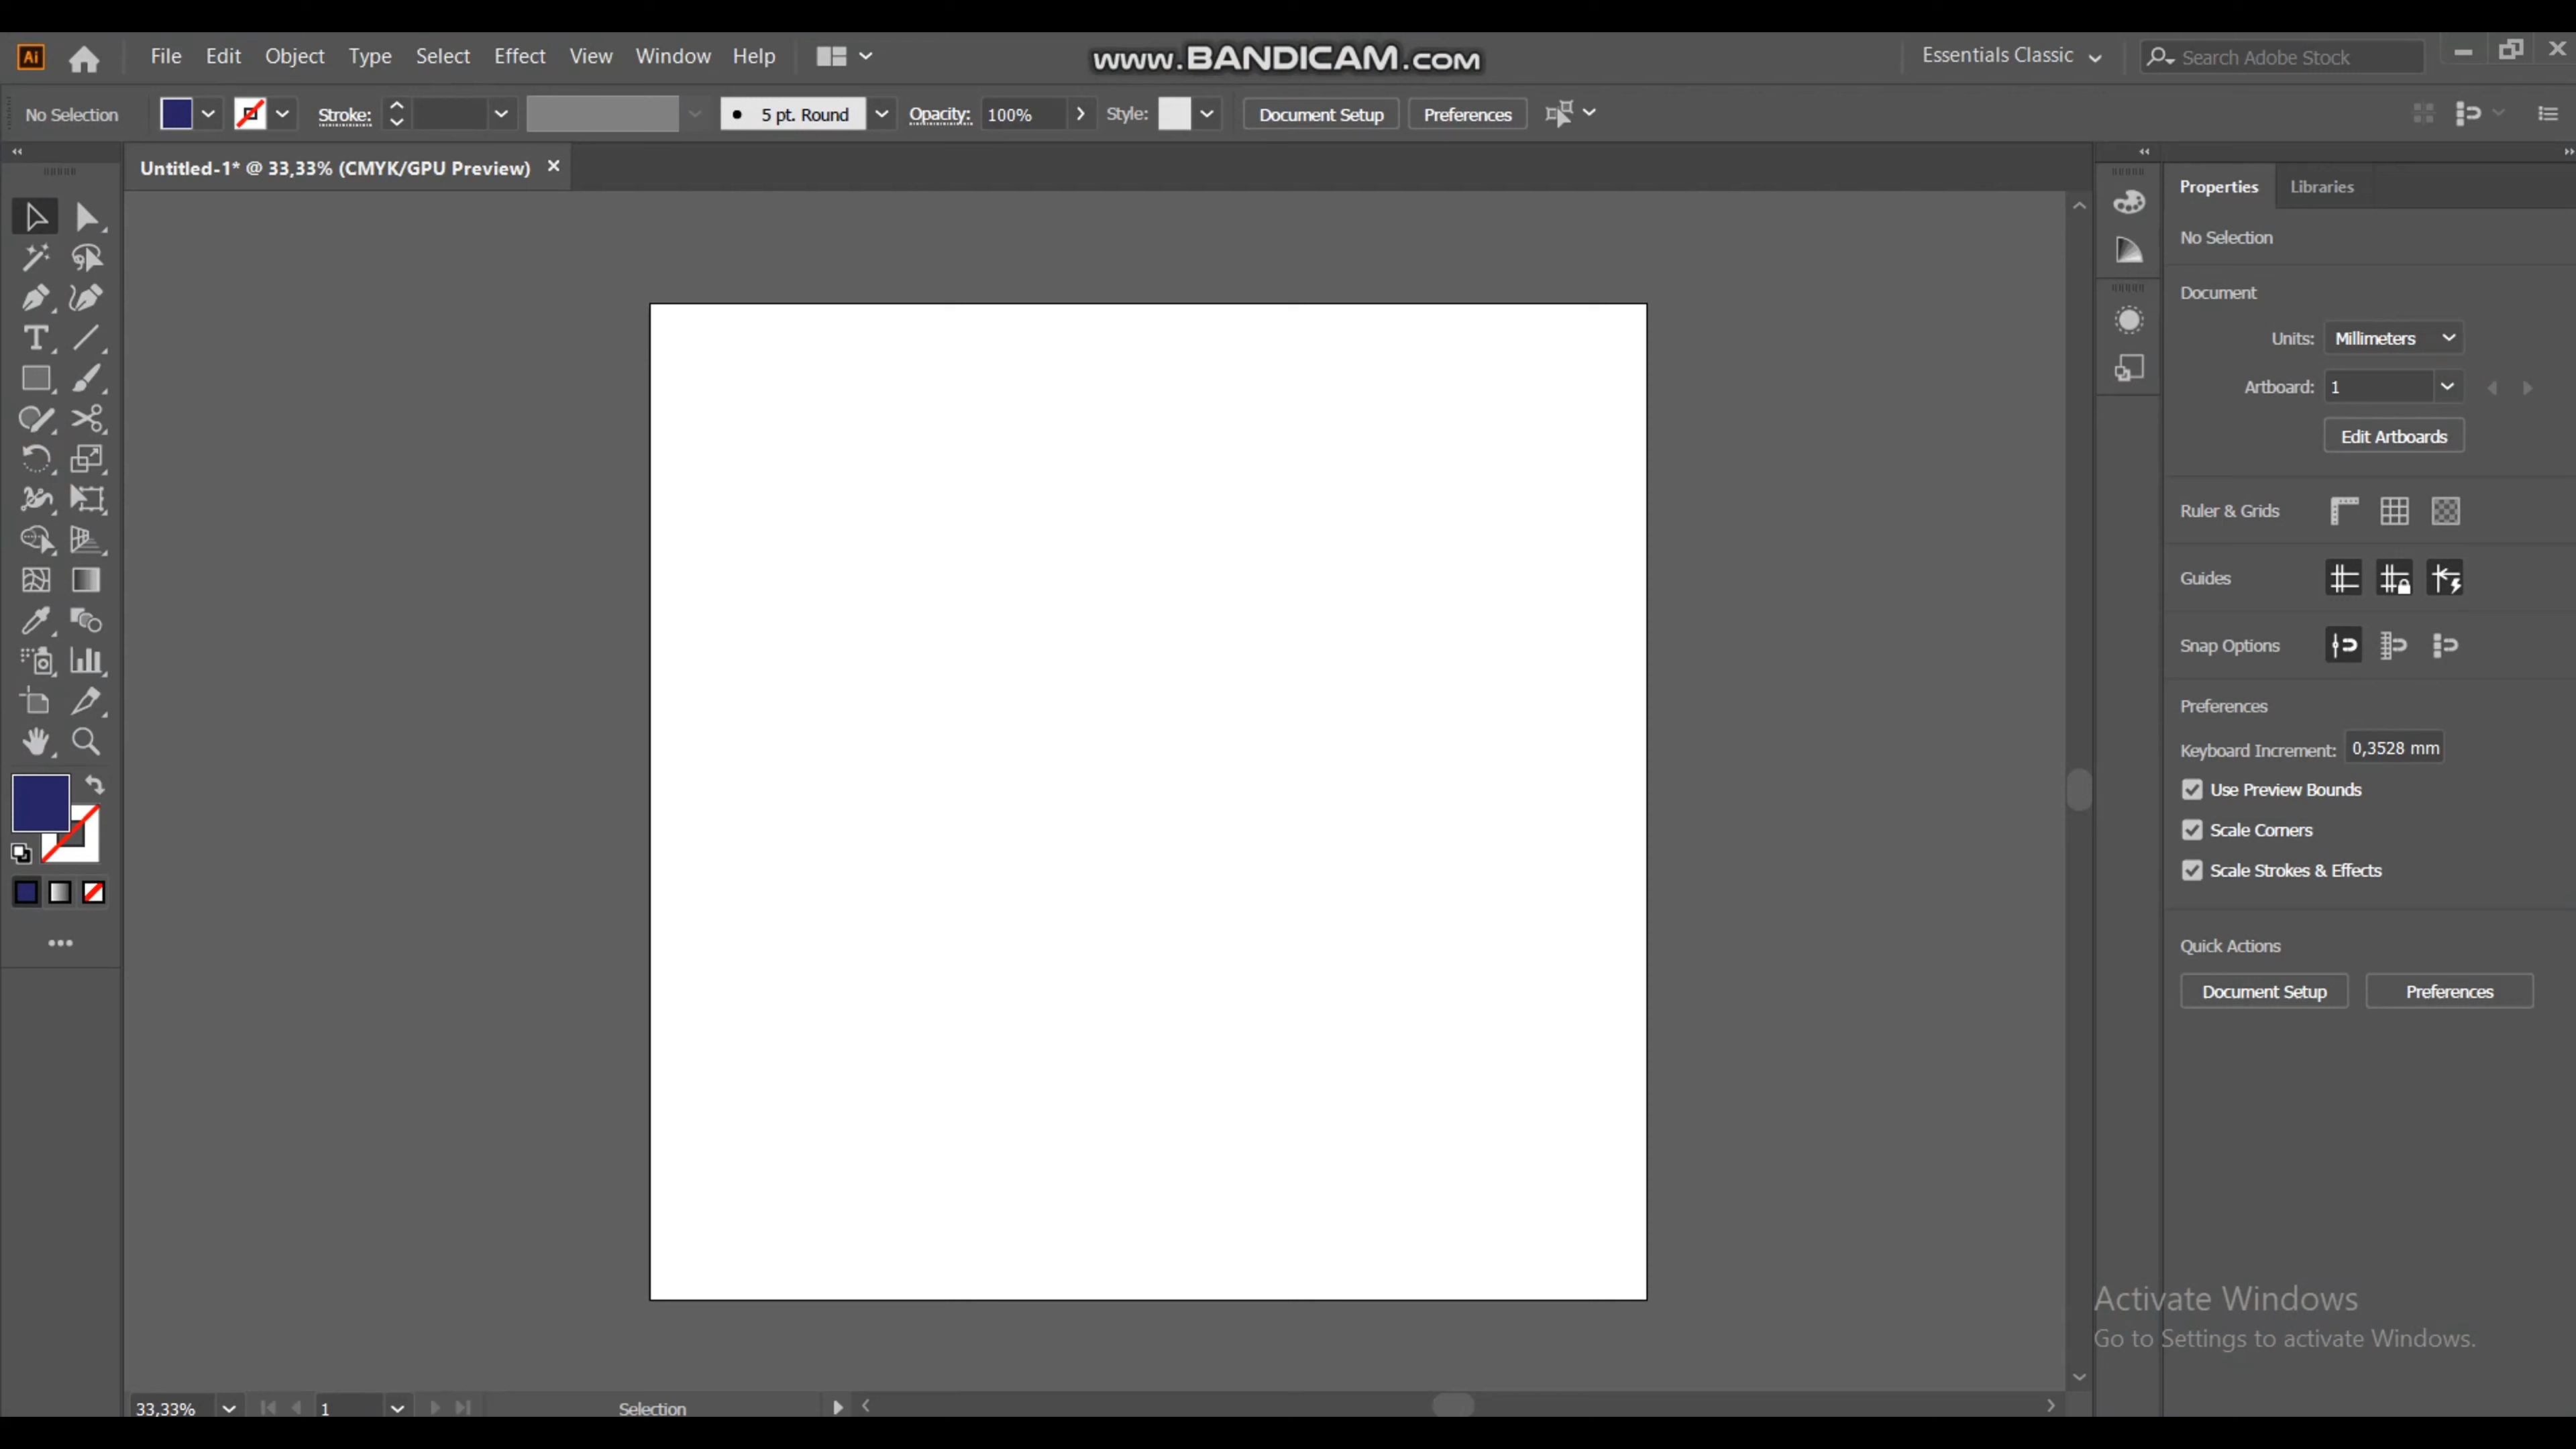 Ai File Edit Object Type Select Effect View Window Help www.BANDICAM.com Essentials Classic Search Adobe Stock
No Selection Stroke: 5 pt. Round Opacity: 100% Style: Document Setup Preferences
Untitled-1* @ 33,33% (CMYK/GPU Preview)
Properties Libraries
No Selection
Document
Units: Millimeters
Artboard: 1
Edit Artboards
Ruler & Grids
Guides
Snap Options
Preferences
Keyboard Increment: 0,3528 mm
Use Preview Bounds
Scale Corners
Scale Strokes & Effects
Quick Actions
Document Setup Preferences
Activate Windows
Go to Settings to activate Windows.
33,33% 1 Selection